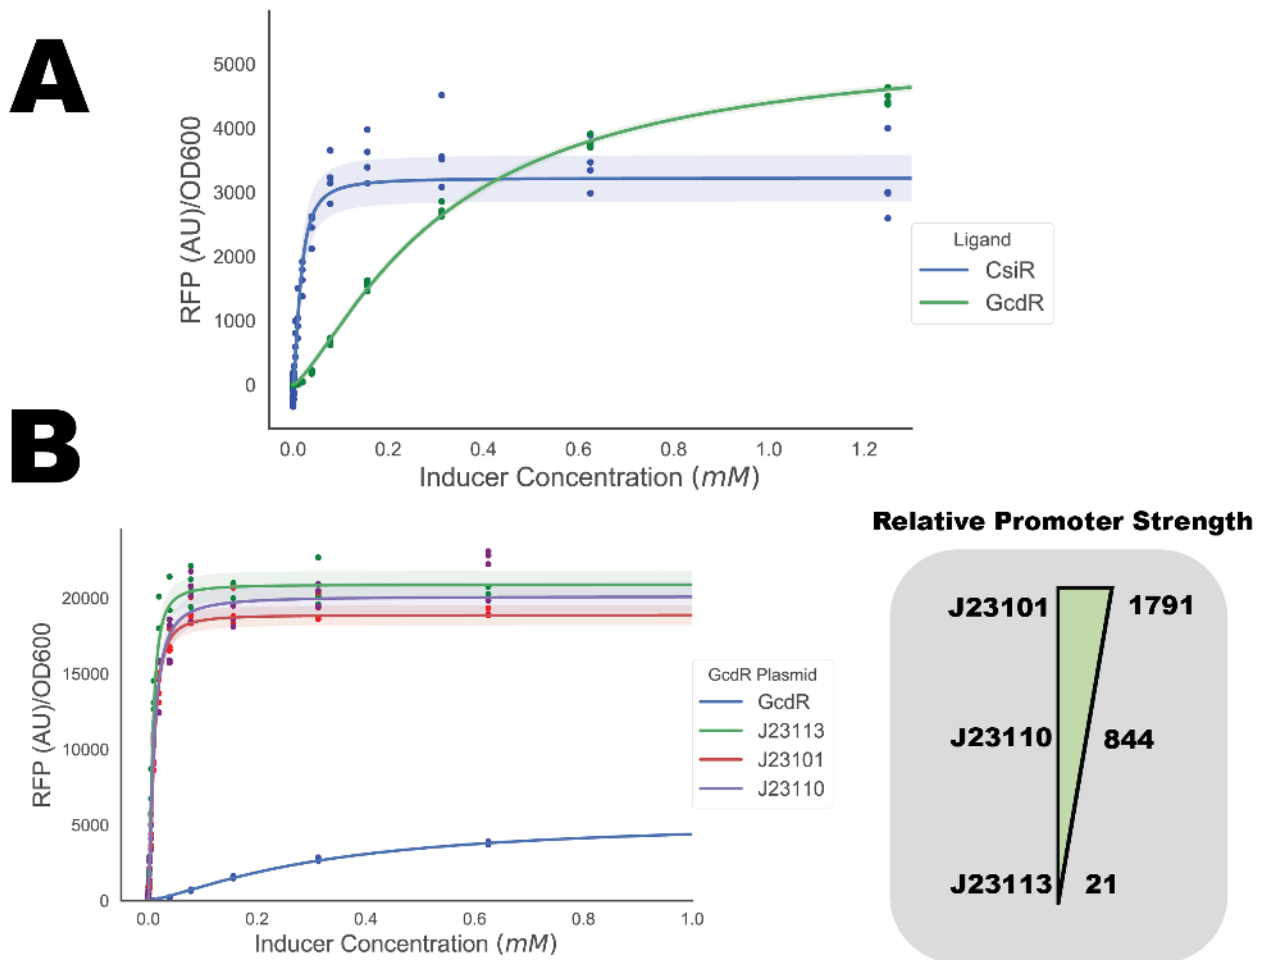 A
5000
4000
3000
2000
1000
0
RFP (AU)/OD600
0.0 0.2 0.4 0.6 0.8 1.0 1.2
Inducer Concentration (mM)
Ligand
CsiR
GcdR
B
20000
15000
10000
5000
0
RFP (AU)/OD600
0.0 0.2 0.4 0.6 0.8 1.0
Inducer Concentration (mM)
GcdR Plasmid
GcdR
J23113
J23101
J23110
Relative Promoter Strength
J23101 1791
J23110 844
J23113 21